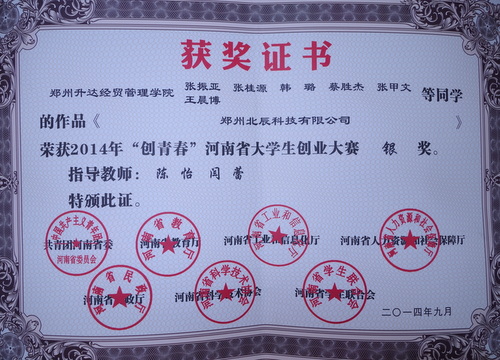 获奖证书
郑州升达经贸管理学院 张振亚 张桂源 韩璐 蔡胜杰 张甲文 王晨博 等同学
的作品《 郑州北辰科技有限公司 》
荣获2014年“创青春”河南省大学生创业大赛 银 奖。
指导教师: 陈怡 闫蕾
特颁此证。
共青团河南省委 河南省教育厅 河南省工业和信息化厅 河南省人力资源和社会保障厅
河南省民政厅 河南省科学技术协会 河南省学生联合会
二〇一四年九月